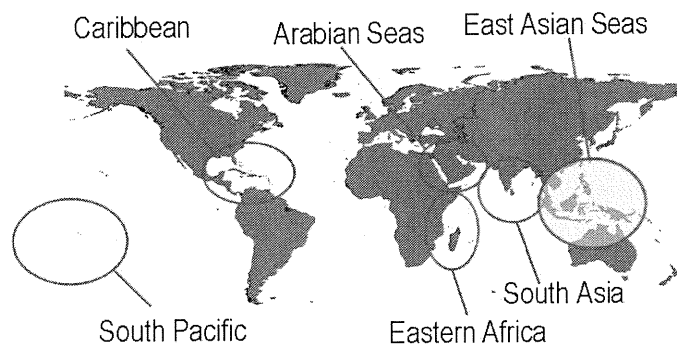 Caribbean
Arabian Seas
East Asian Seas
South Asia
South Pacific
Eastern Africa